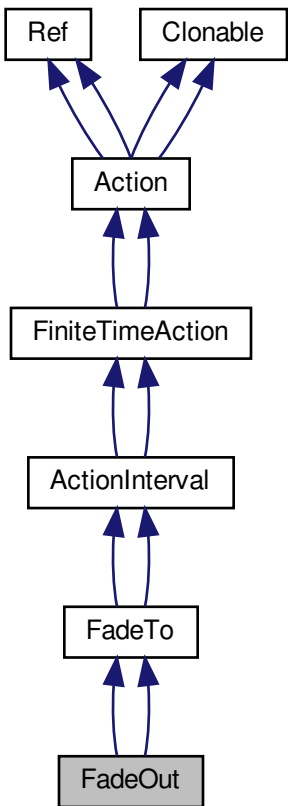 Ref
Clonable
Action
FiniteTimeAction
ActionInterval
FadeTo
FadeOut